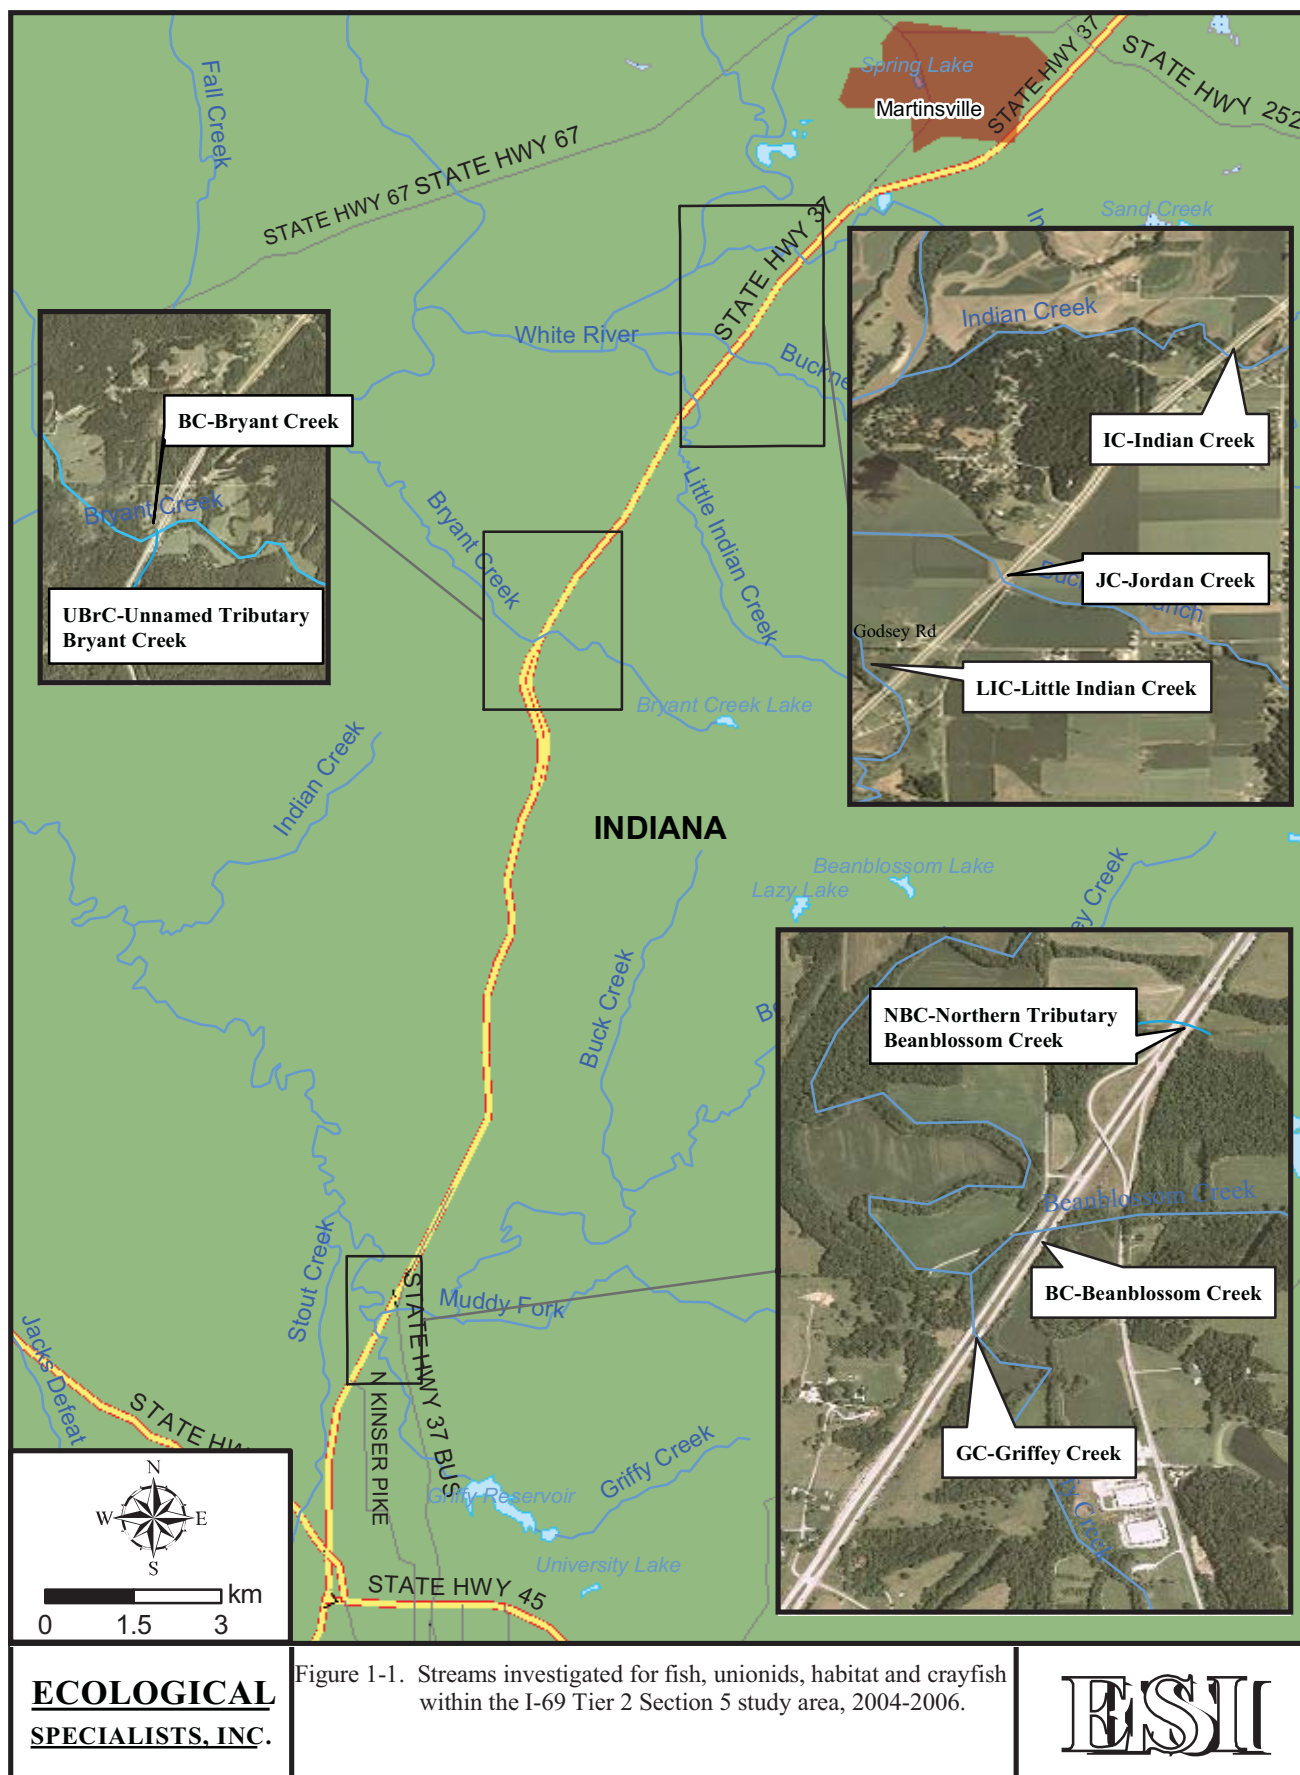 Fall Creek
STATE HWY 67
STATE HWY 67
Spring Lake
Martinsville
STATE HWY 37
STATE HWY 252
Sand Creek
STATE HWY 37
White River
Little Indian Creek
Bryant Creek
Bryant Creek Lake
Indian Creek
INDIANA
Beanblossom Lake
Lazy Lake
Buck Creek
Stout Creek
Muddy Fork
STATE HWY 37 BUS
N KINSER PIKE
Jacks Defeat
Griffy Creek
Griffy Reservoir
University Lake
STATE HWY 45
BC-Bryant Creek
Bryant Creek
UBrC-Unnamed Tributary
Bryant Creek
Indian Creek
IC-Indian Creek
JC-Jordan Creek
Godsey Rd
LIC-Little Indian Creek
NBC-Northern Tributary
Beanblossom Creek
Beanblossom Creek
BC-Beanblossom Creek
GC-Griffey Creek
N
W E
S
km
0 1.5 3
ECOLOGICAL
SPECIALISTS, INC.
Figure 1-1. Streams investigated for fish, unionids, habitat and crayfish
within the I-69 Tier 2 Section 5 study area, 2004-2006.
ESI